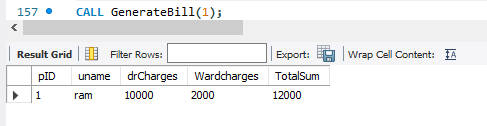 157 CALL GenerateBill(1);
Result Grid Filter Rows: Export: Wrap Cell Content:
pID uname drCharges Wardcharges TotalSum
1 ram 10000 2000 12000